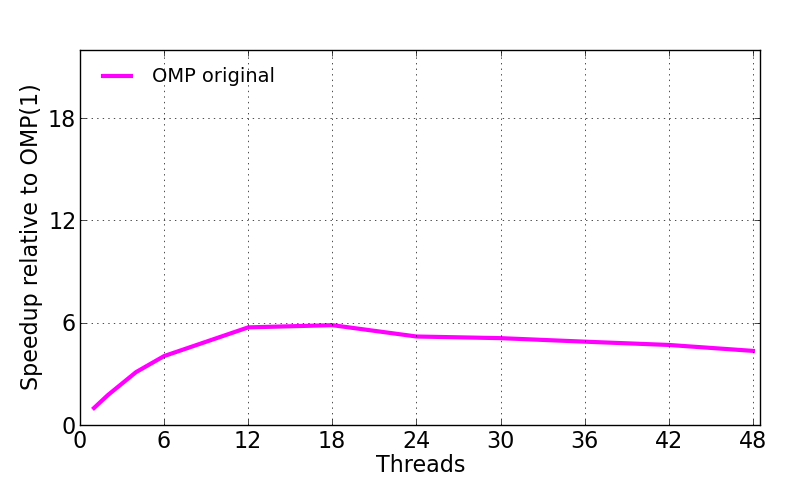 OMP original
Speedup relative to OMP(1)
18
12
6
0
0 6 12 18 24 30 36 42 48
Threads